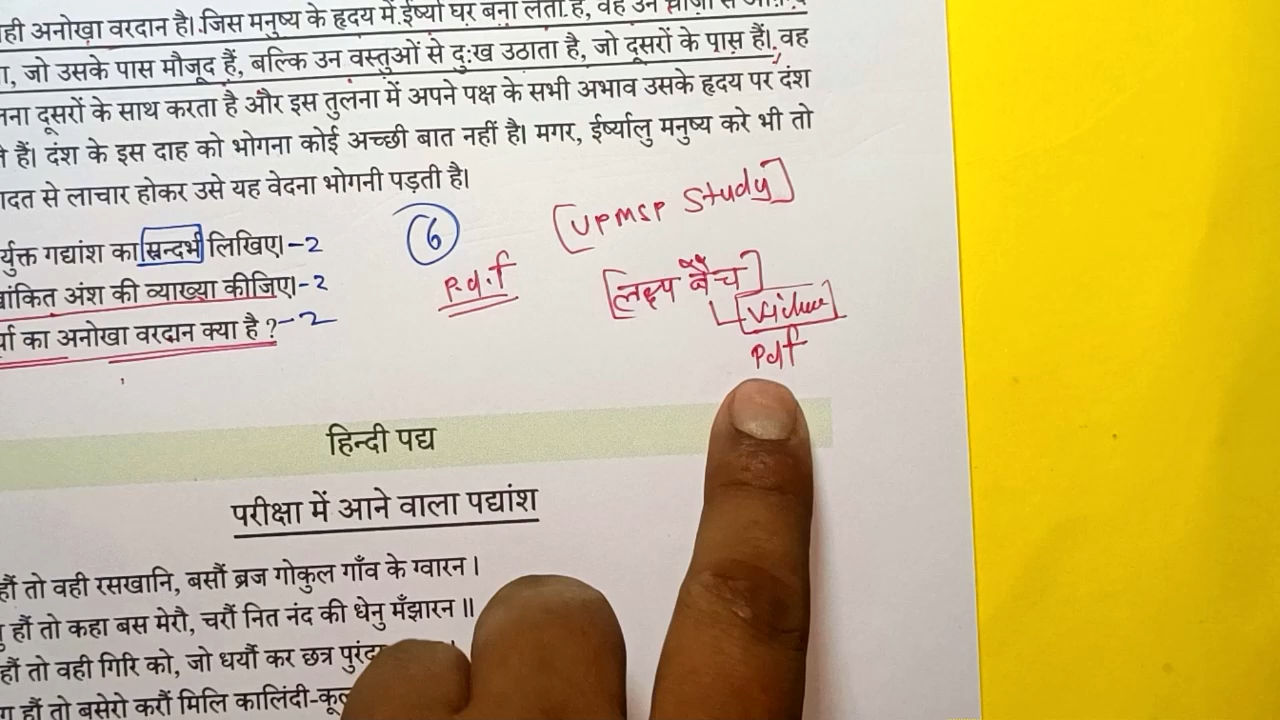 ही अनोखा वरदान है। जिस मनुष्य के हृदय में ईर्ष्या घर बना लेती है, वह उन चीजों से
जो उसके पास मौजूद हैं, बल्कि उन वस्तुओं से दुःख उठाता है, जो दूसरों के पास हैं। वह
दूसरों के साथ करता है और इस तुलना में अपने पक्ष के सभी अभाव उसके हृदय पर दंश
हैं। दंश के इस दाह को भोगना कोई अच्छी बात नहीं है। मगर, ईर्ष्यालु मनुष्य करे भी तो
से लाचार होकर उसे यह वेदना भोगनी पड़ती है।
[UPMSP Study]
गद्यांश का सन्दर्भ लिखिए। -2
6
P.d.f
[लक्ष्य बैच]
अंश की व्याख्या कीजिए। -2
का अनोखा वरदान क्या है ? -2
Pdf
हिन्दी पद्य
परीक्षा में आने वाला पद्यांश
हौं तो वही रसखानि, बसौं ब्रज गोकुल गाँव के ग्वारन।
हौं तो कहा बस मेरौ, चरौं नित नंद की धेनु मँझारन॥
हौं तो वही गिरि को, जो धर्यौ कर छत्र
हौं तो बसेरो करौं मिलि कालिंदी-कूल